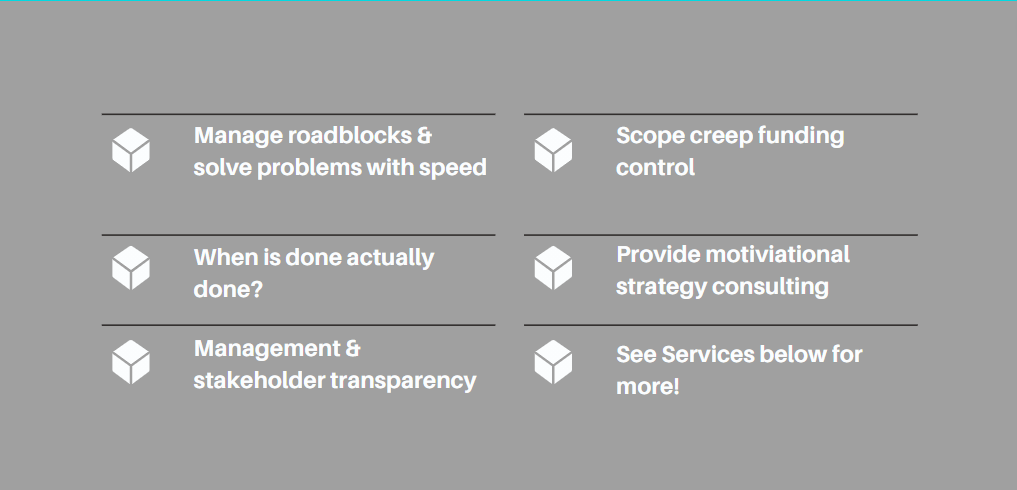 Manage roadblocks &
solve problems with speed
Scope creep funding
control
When is done actually
done?
Provide motiviational
strategy consulting
Management &
stakeholder transparency
See Services below for
more!